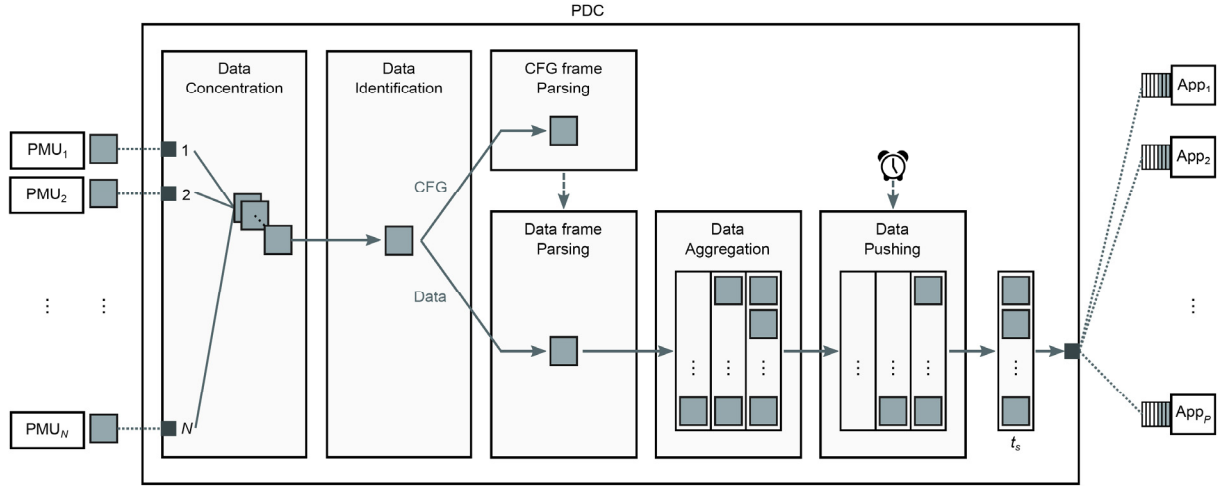 PDC
Data
Concentration
Data
Identification
CFG frame
Parsing
App1
App2
PMU1
PMU2
1
2
CFG
Data
Data frame
Parsing
Data
Aggregation
Data
Pushing
⋮
⋮
⋮
⋮
⋮
⋮
⋮
⋮
⋮
⋮
PMUN
N
ts
AppP